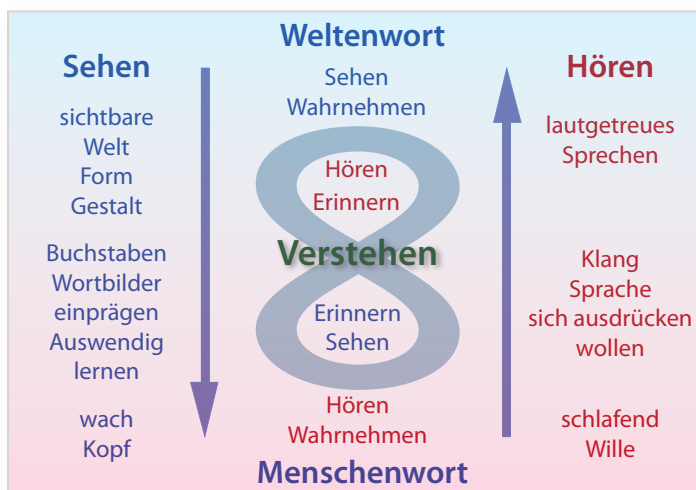 Weltenwort
Sehen
sichtbare
Welt
Form
Gestalt
Buchstaben
Wortbilder
einprägen
Auswendig
lernen
wach
Kopf
Sehen
Wahrnehmen
Hören
Erinnern
Verstehen
Erinnern
Sehen
Hören
Wahrnehmen
Hören
lautgetreues
Sprechen
Klang
Sprache
sich ausdrücken
wollen
schlafend
Wille
Menschenwort